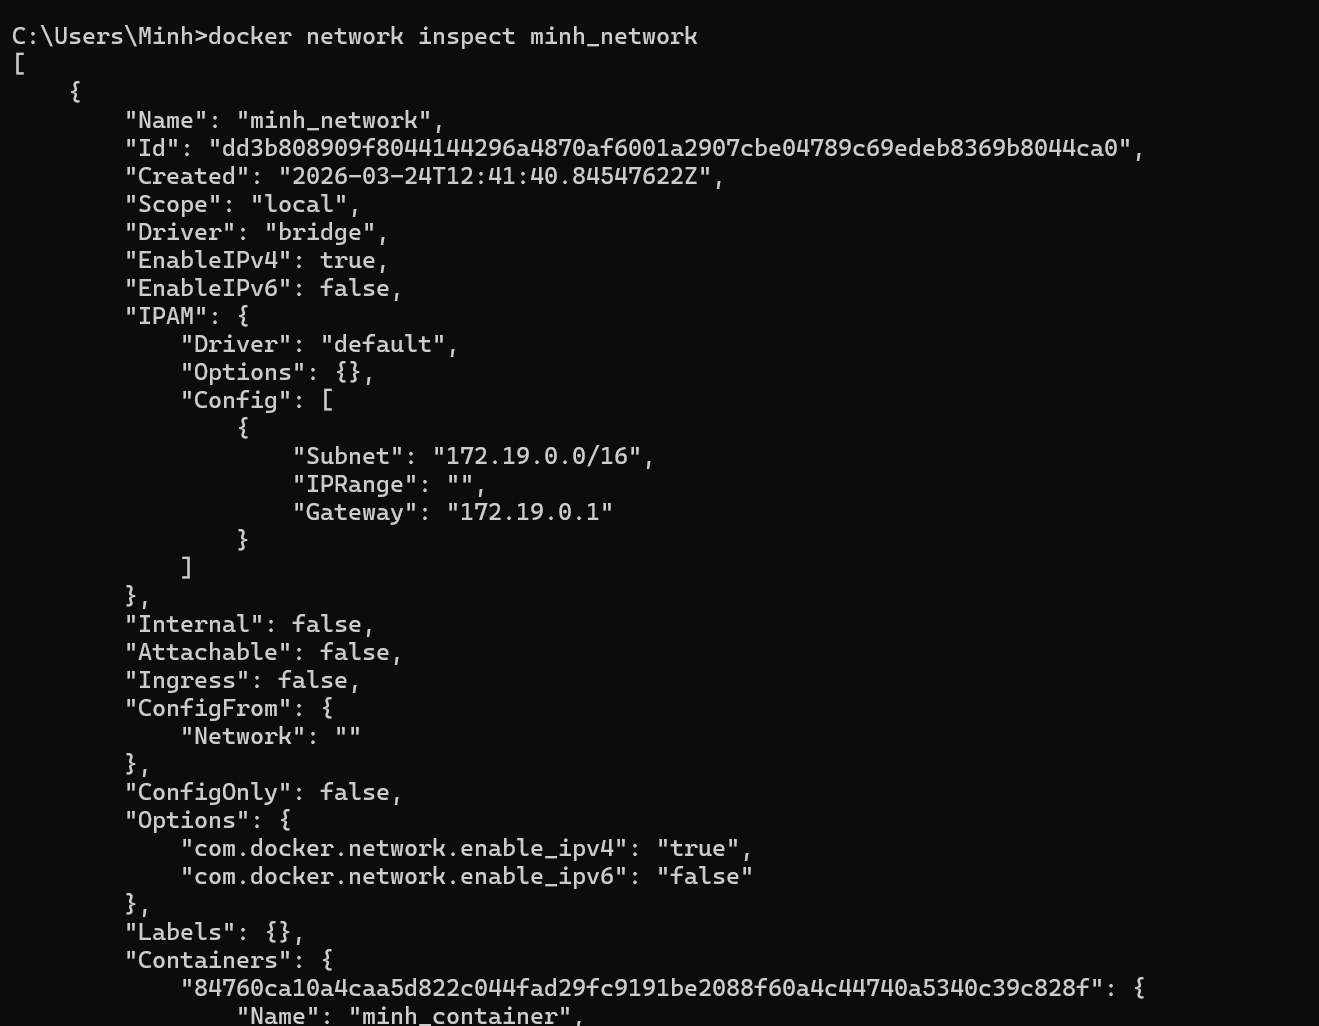 C:\Users\Minh>docker network inspect minh_network
[
    {
        "Name": "minh_network",
        "Id": "dd3b808909f8044144296a4870af6001a2907cbe04789c69edeb8369b8044ca0",
        "Created": "2026-03-24T12:41:40.84547622Z",
        "Scope": "local",
        "Driver": "bridge",
        "EnableIPv4": true,
        "EnableIPv6": false,
        "IPAM": {
            "Driver": "default",
            "Options": {},
            "Config": [
                {
                    "Subnet": "172.19.0.0/16",
                    "IPRange": "",
                    "Gateway": "172.19.0.1"
                }
            ]
        },
        "Internal": false,
        "Attachable": false,
        "Ingress": false,
        "ConfigFrom": {
            "Network": ""
        },
        "ConfigOnly": false,
        "Options": {
            "com.docker.network.enable_ipv4": "true",
            "com.docker.network.enable_ipv6": "false"
        },
        "Labels": {},
        "Containers": {
            "84760ca10a4caa5d822c044fad29fc9191be2088f60a4c44740a5340c39c828f": {
                "Name": "minh_container",